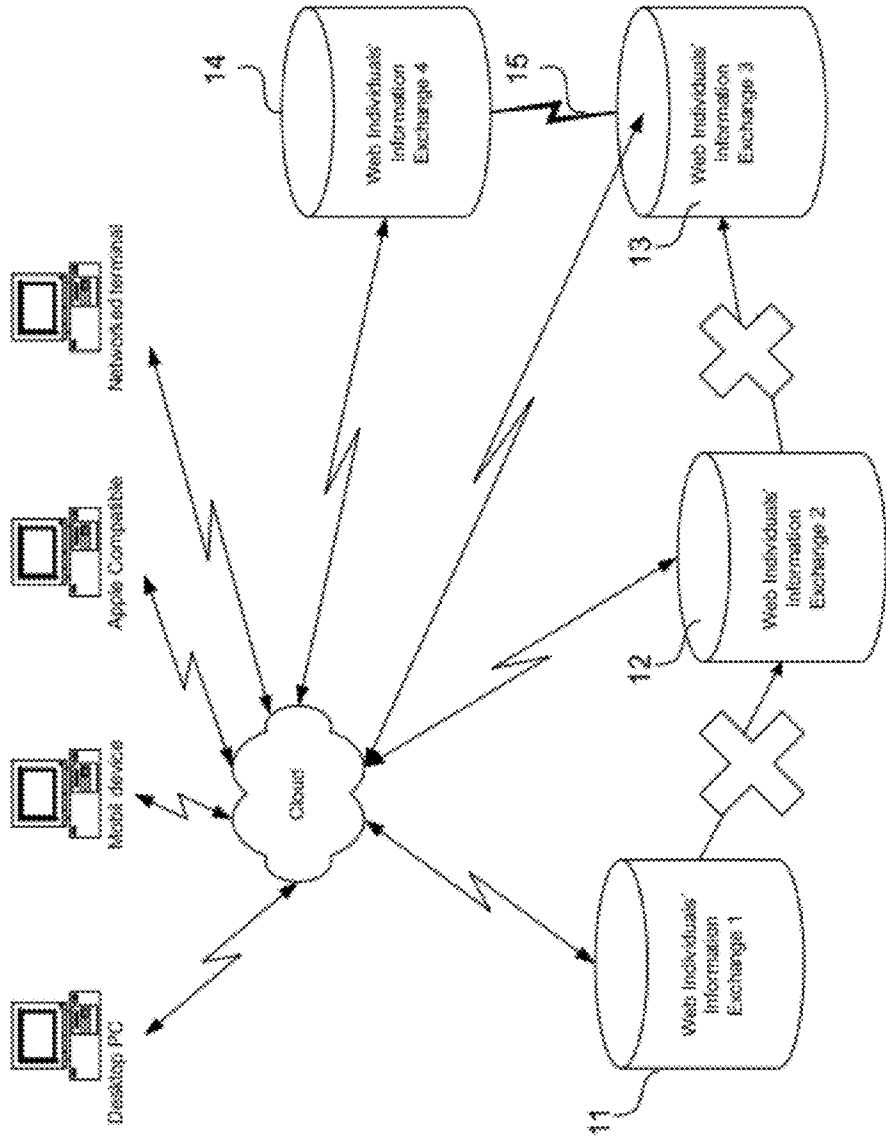 Desktop PC
Mobil device
Apple Compatible
Networked terminal
Cloud
14
Web Individuals'
Information
Exchange 4
15
Web Individuals'
Information
Exchange 3
13
Web Individuals'
Information
Exchange 2
12
Web Individuals'
Information
Exchange 1
11